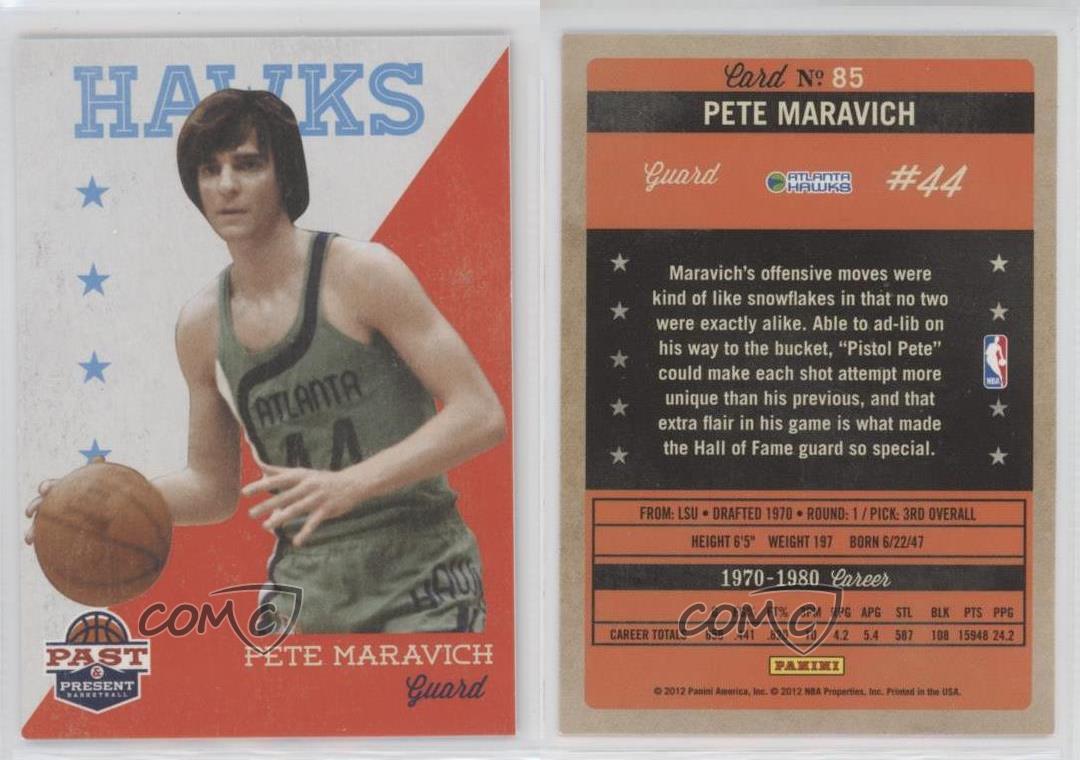 HAWKS
ATLANTA
44
PAST
&
PRESENT
BASKETBALL
COMC
PETE MARAVICH
Guard
Card Nº 85
PETE MARAVICH
Guard
ATLANTA
HAWKS
#44
Maravich's offensive moves were
kind of like snowflakes in that no two
were exactly alike. Able to ad-lib on
his way to the bucket, “Pistol Pete”
could make each shot attempt more
unique than his previous, and that
extra flair in his game is what made
the Hall of Fame guard so special.
NBA
FROM: LSU • DRAFTED 1970 • ROUND: 1 / PICK: 3RD OVERALL
HEIGHT 6'5" WEIGHT 197 BORN 6/22/47
1970-1980 Career
APG STL BLK PTS PPG
CAREER TOTALS .441 10 4.2 5.4 587 108 15948 24.2
COMC
PANINI
© 2012 Panini America, Inc. © 2012 NBA Properties, Inc. Printed in the USA.